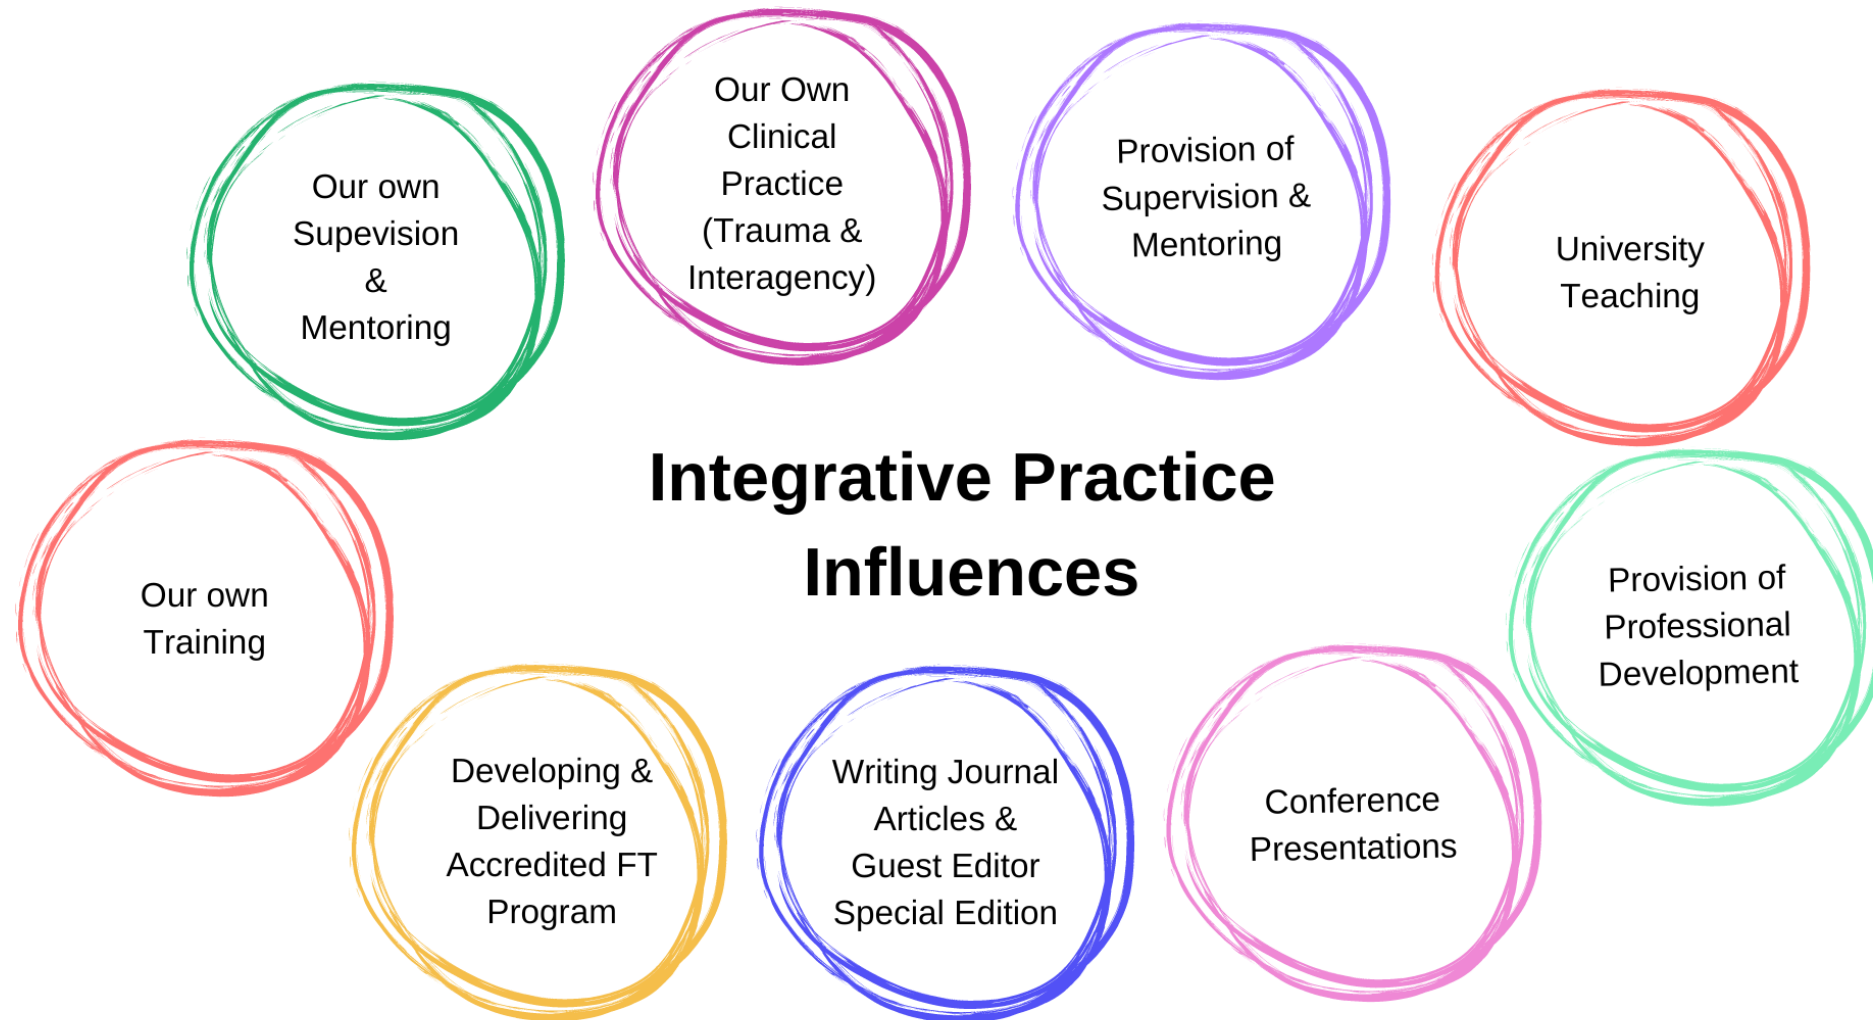 Our own
Supevision
&
Mentoring
Our Own
Clinical
Practice
(Trauma &
Interagency)
Provision of
Supervision &
Mentoring
University
Teaching
Integrative Practice
Influences
Our own
Training
Provision of
Professional
Development
Developing &
Delivering
Accredited FT
Program
Writing Journal
Articles &
Guest Editor
Special Edition
Conference
Presentations